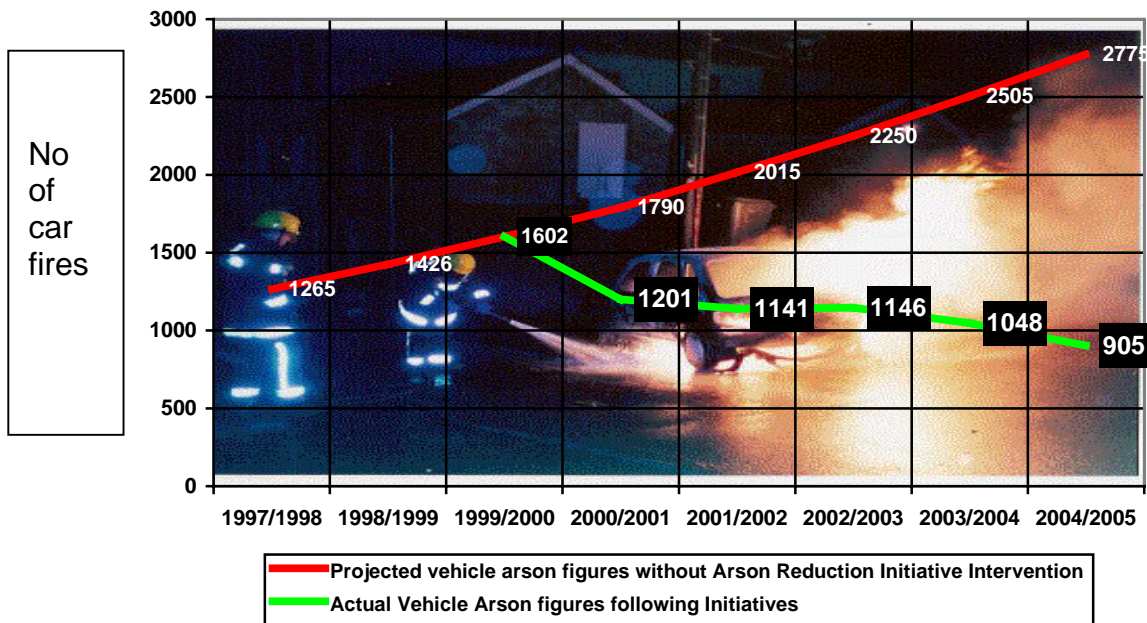 No
of
car
fires
3000
2500
2000
1500
1000
500
0
2775
2505
2250
2015
1790
1602
1426
1265
1201
1141
1146
1048
905
1997/1998 1998/1999 1999/2000 2000/2001 2001/2002 2002/2003 2003/2004 2004/2005
Projected vehicle arson figures without Arson Reduction Initiative Intervention
Actual Vehicle Arson figures following Initiatives